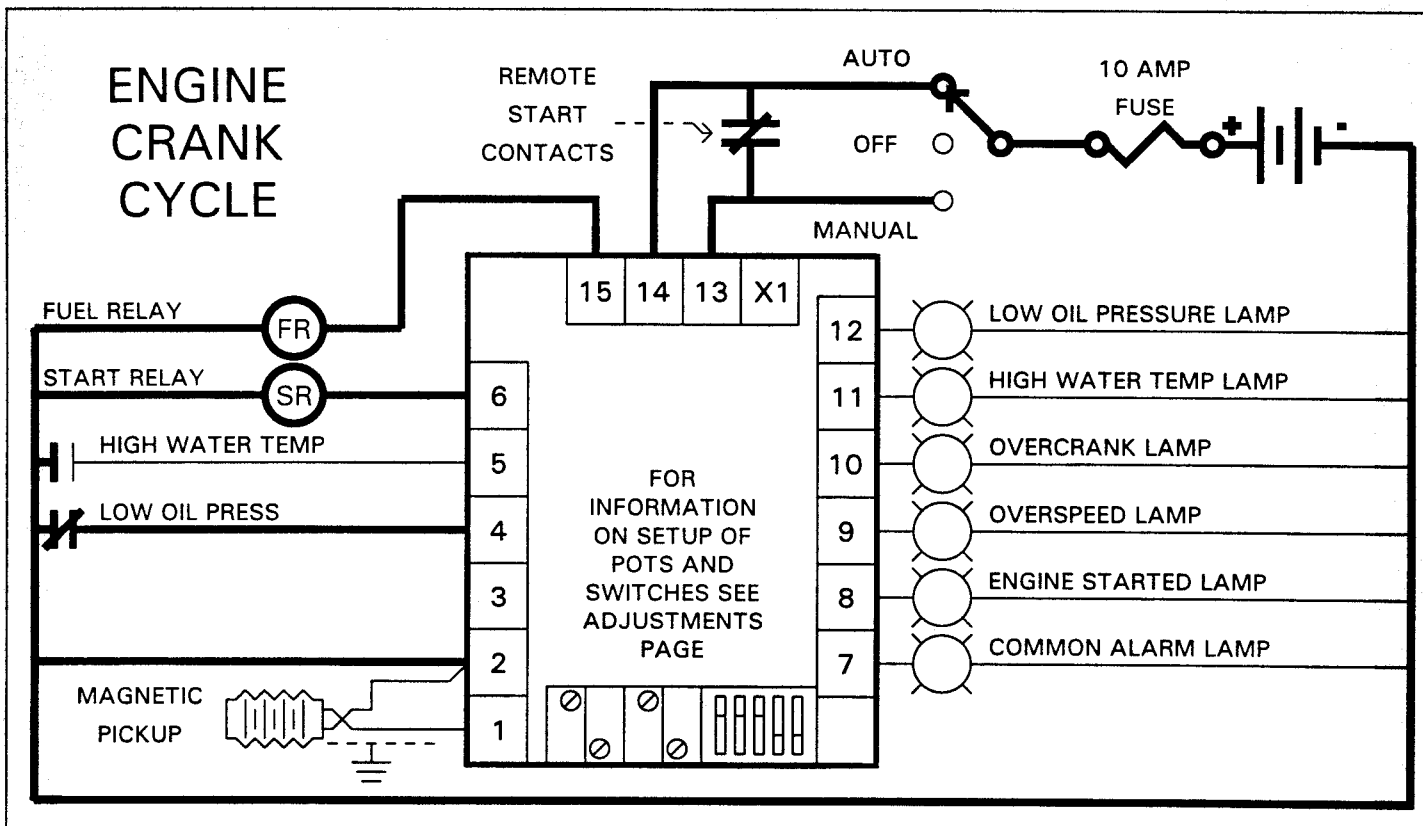 ENGINE
CRANK
CYCLE
REMOTE
START
CONTACTS
AUTO
OFF
MANUAL
10 AMP
FUSE
+
-
15 14 13 X1
FUEL RELAY
FR
START RELAY
SR
HIGH WATER TEMP
LOW OIL PRESS
MAGNETIC
PICKUP
6
5
4
3
2
1
FOR
INFORMATION
ON SETUP OF
POTS AND
SWITCHES SEE
ADJUSTMENTS
PAGE
12 LOW OIL PRESSURE LAMP
11 HIGH WATER TEMP LAMP
10 OVERCRANK LAMP
9 OVERSPEED LAMP
8 ENGINE STARTED LAMP
7 COMMON ALARM LAMP